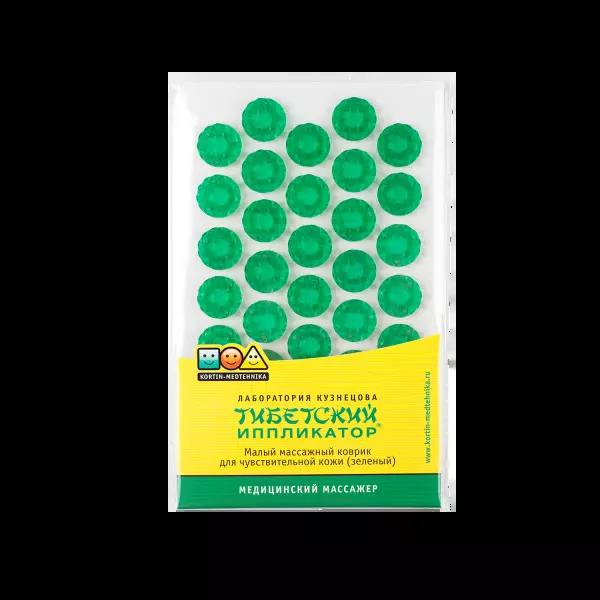 KORTIN-MEDTEHNIKA
ЛАБОРАТОРИЯ КУЗНЕЦОВА
ТИБЕТСКИЙ
ИППЛИКАТОР®
Малый массажный коврик
для чувствительной кожи (зеленый)
МЕДИЦИНСКИЙ МАССАЖЕР
www.kortin-medtehnika.ru